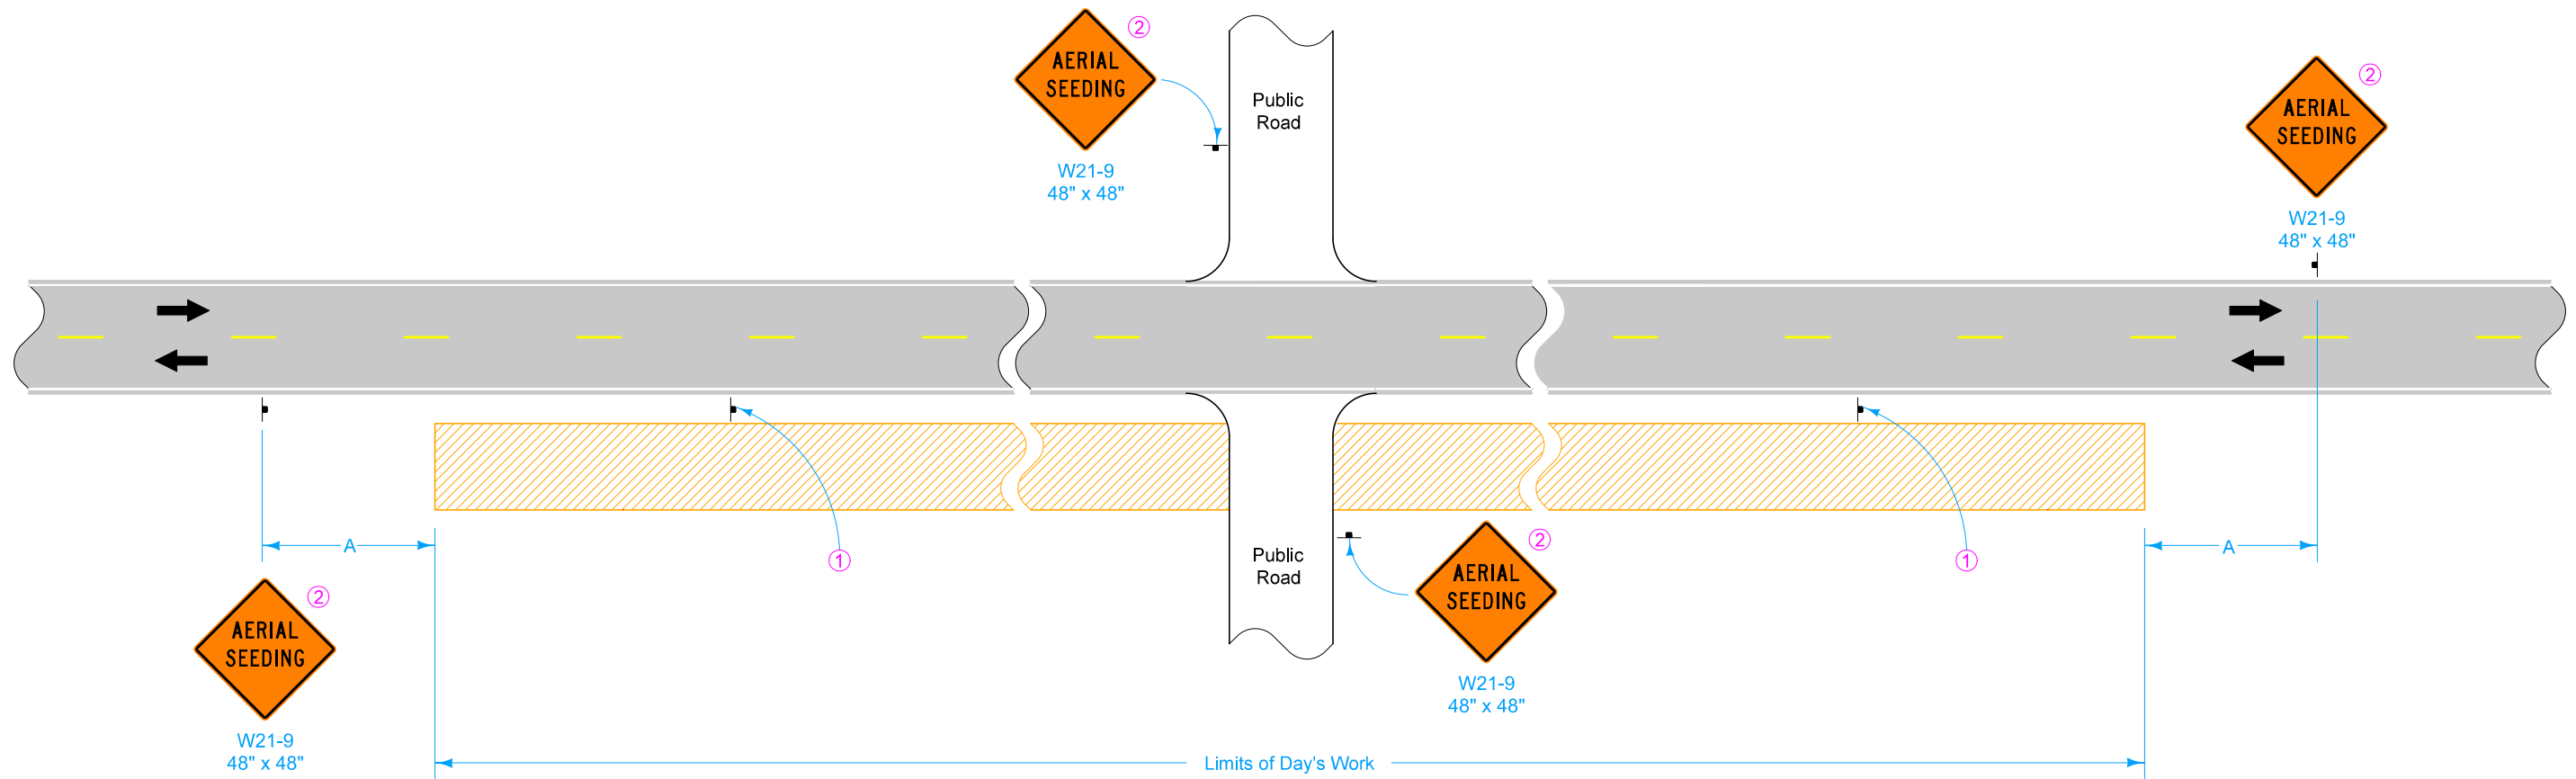 AERIAL
SEEDING
②
W21-9
48" x 48"
Public
Road
AERIAL
SEEDING
②
W21-9
48" x 48"
A
①
Public
Road
AERIAL
SEEDING
②
W21-9
48" x 48"
①
A
AERIAL
SEEDING
②
W21-9
48" x 48"
Limits of Day's Work